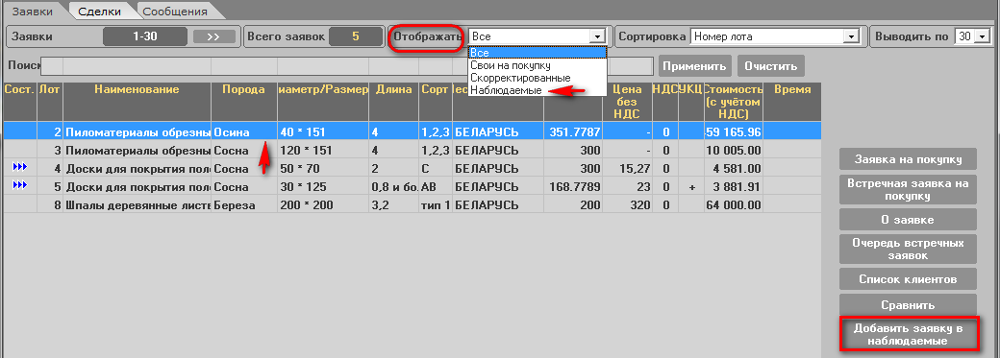 Заявки Сделки Сообщения
Заявки 1-30 >> Всего заявок 5 Отображать Все Сортировка Номер лота Выводить по 30
Все
Свои на покупку
Скорректированные
Наблюдаемые
Поиск Применить Очистить
Сост. Лот Наименование Порода иаметр/Размер Длина Сорт Цена без НДС НДС УКЦ Стоимость (с учётом НДС) Время
2 Пиломатериалы обрезны Осина 40 * 151 4 1,2,3 БЕЛАРУСЬ 351.7787 - 0 59 165.96
3 Пиломатериалы обрезны Сосна 120 * 151 4 1,2,3 БЕЛАРУСЬ 300 - 0 10 005.00
4 Доски для покрытия пол Сосна 50 * 70 2 С БЕЛАРУСЬ 300 15,27 0 4 581.00
5 Доски для покрытия пол Сосна 30 * 125 0,8 и бо. АВ БЕЛАРУСЬ 168.7789 23 0 + 3 881.91
8 Шпалы деревянные лист Береза 200 * 200 3,2 тип 1 БЕЛАРУСЬ 200 320 0 64 000.00
Заявка на покупку
Встречная заявка на
покупку
О заявке
Очередь встречных
заявок
Список клиентов
Сравнить
Добавить заявку в
наблюдаемые